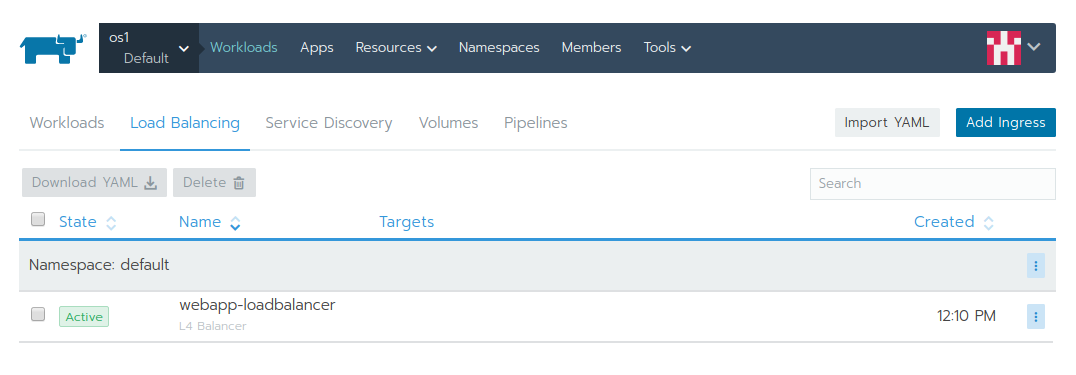 os1
Default
Workloads Apps Resources Namespaces Members Tools
Workloads Load Balancing Service Discovery Volumes Pipelines Import YAML Add Ingress
Download YAML Delete Search
State Name Targets Created
Namespace: default
Active webapp-loadbalancer 12:10 PM
L4 Balancer